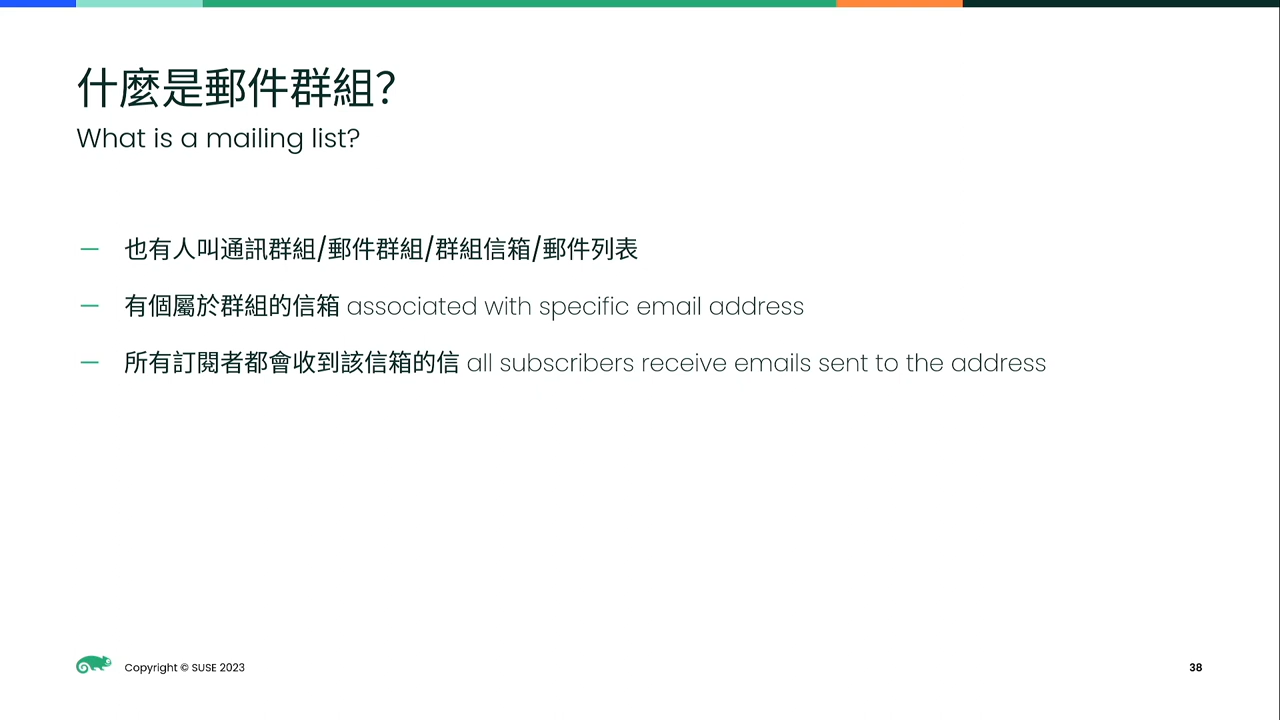 什麼是郵件群組？
What is a mailing list?
— 也有人叫通訊群組/郵件群組/群組信箱/郵件列表
— 有個屬於群組的信箱 associated with specific email address
— 所有訂閱者都會收到該信箱的信 all subscribers receive emails sent to the address
Copyright © SUSE 2023
38